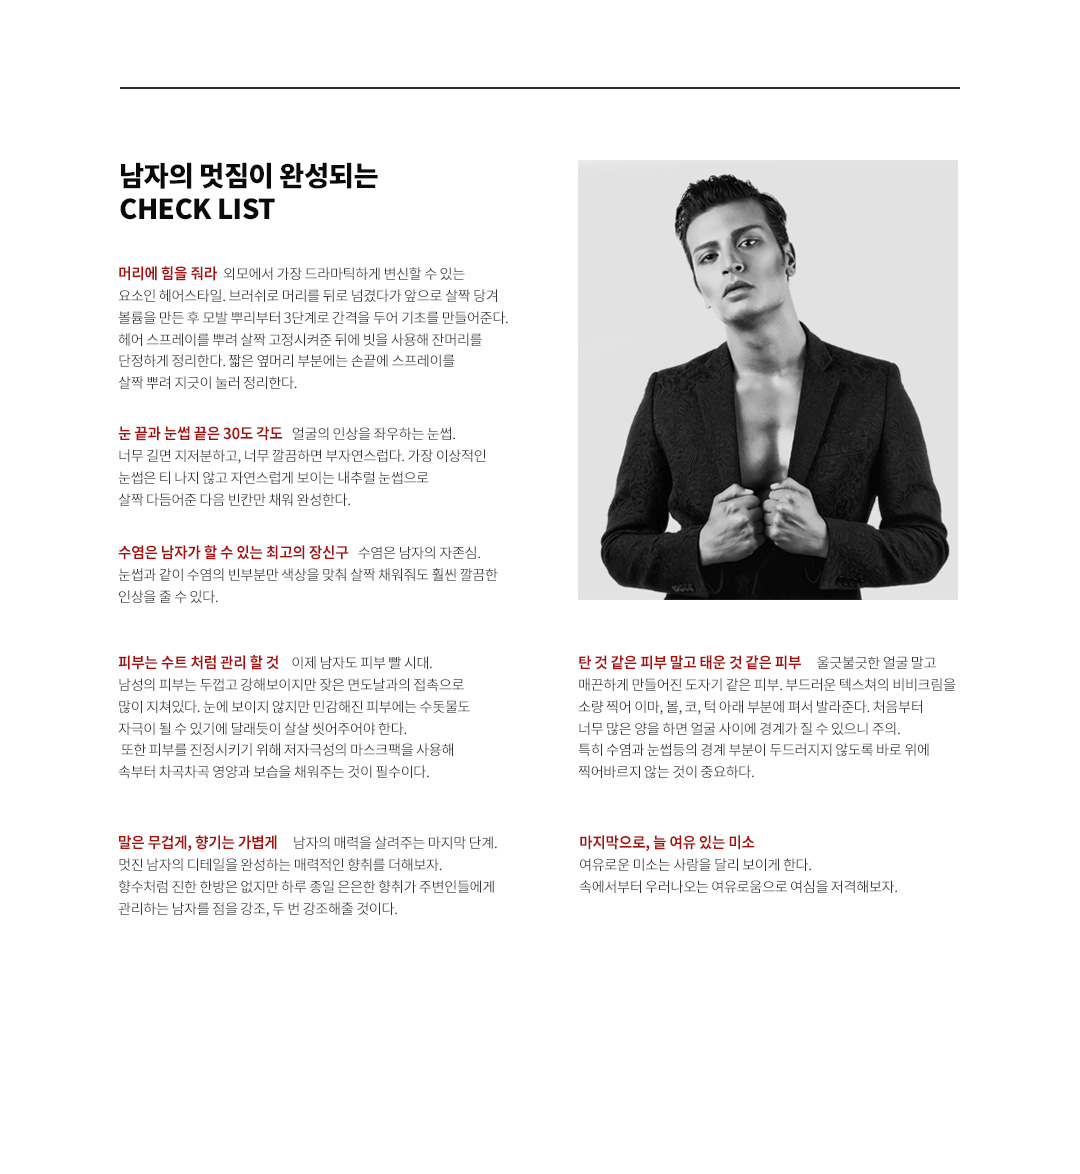 남자의 멋짐이 완성되는
CHECK LIST
머리에 힘을 줘라 외모에서 가장 드라마틱하게 변신할 수 있는
요소인 헤어스타일. 브러쉬로 머리를 뒤로 넘겼다가 앞으로 살짝 당겨
볼륨을 만든 후 모발 뿌리부터 3단계로 간격을 두어 기초를 만들어준다.
헤어 스프레이를 뿌려 살짝 고정시켜준 뒤에 빗을 사용해 잔머리를
단정하게 정리한다. 짧은 옆머리 부분에는 손끝에 스프레이를
살짝 뿌려 지긋이 눌러 정리한다.
눈 끝과 눈썹 끝은 30도 각도 얼굴의 인상을 좌우하는 눈썹.
너무 길면 지저분하고, 너무 깔끔하면 부자연스럽다. 가장 이상적인
눈썹은 티 나지 않고 자연스럽게 보이는 내추럴 눈썹으로
살짝 다듬어준 다음 빈칸만 채워 완성한다.
수염은 남자가 할 수 있는 최고의 장신구 수염은 남자의 자존심.
눈썹과 같이 수염의 빈부분만 색상을 맞춰 살짝 채워줘도 훨씬 깔끔한
인상을 줄 수 있다.
피부는 수트 처럼 관리 할 것 이제 남자도 피부 빨 시대.
남성의 피부는 두껍고 강해보이지만 잦은 면도날과의 접촉으로
많이 지쳐있다. 눈에 보이지 않지만 민감해진 피부에는 수돗물도
자극이 될 수 있기에 달래듯이 살살 씻어주어야 한다.
또한 피부를 진정시키기 위해 저자극성의 마스크팩을 사용해
속부터 차곡차곡 영양과 보습을 채워주는 것이 필수이다.
탄 것 같은 피부 말고 태운 것 같은 피부 울긋불긋한 얼굴 말고
매끈하게 만들어진 도자기 같은 피부. 부드러운 텍스쳐의 비비크림을
소량 찍어 이마, 볼, 코, 턱 아래 부분에 펴서 발라준다. 처음부터
너무 많은 양을 하면 얼굴 사이에 경계가 질 수 있으니 주의.
특히 수염과 눈썹등의 경계 부분이 두드러지지 않도록 바로 위에
찍어바르지 않는 것이 중요하다.
말은 무겁게, 향기는 가볍게 남자의 매력을 살려주는 마지막 단계.
멋진 남자의 디테일을 완성하는 매력적인 향취를 더해보자.
향수처럼 진한 한방은 없지만 하루 종일 은은한 향취가 주변인들에게
관리하는 남자를 점을 강조, 두 번 강조해줄 것이다.
마지막으로, 늘 여유 있는 미소
여유로운 미소는 사람을 달리 보이게 한다.
속에서부터 우러나오는 여유로움으로 여심을 저격해보자.